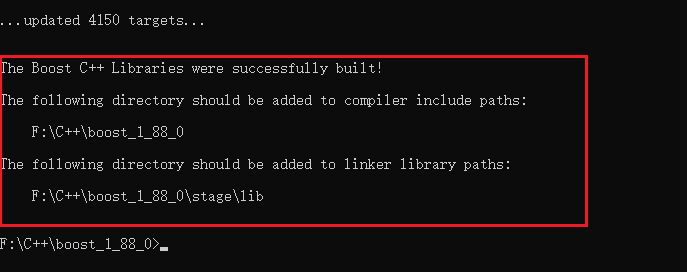 ...updated 4150 targets...
The Boost C++ Libraries were successfully built!
The following directory should be added to compiler include paths:
F:\C++\boost_1_88_0
The following directory should be added to linker library paths:
F:\C++\boost_1_88_0\stage\lib
F:\C++\boost_1_88_0>